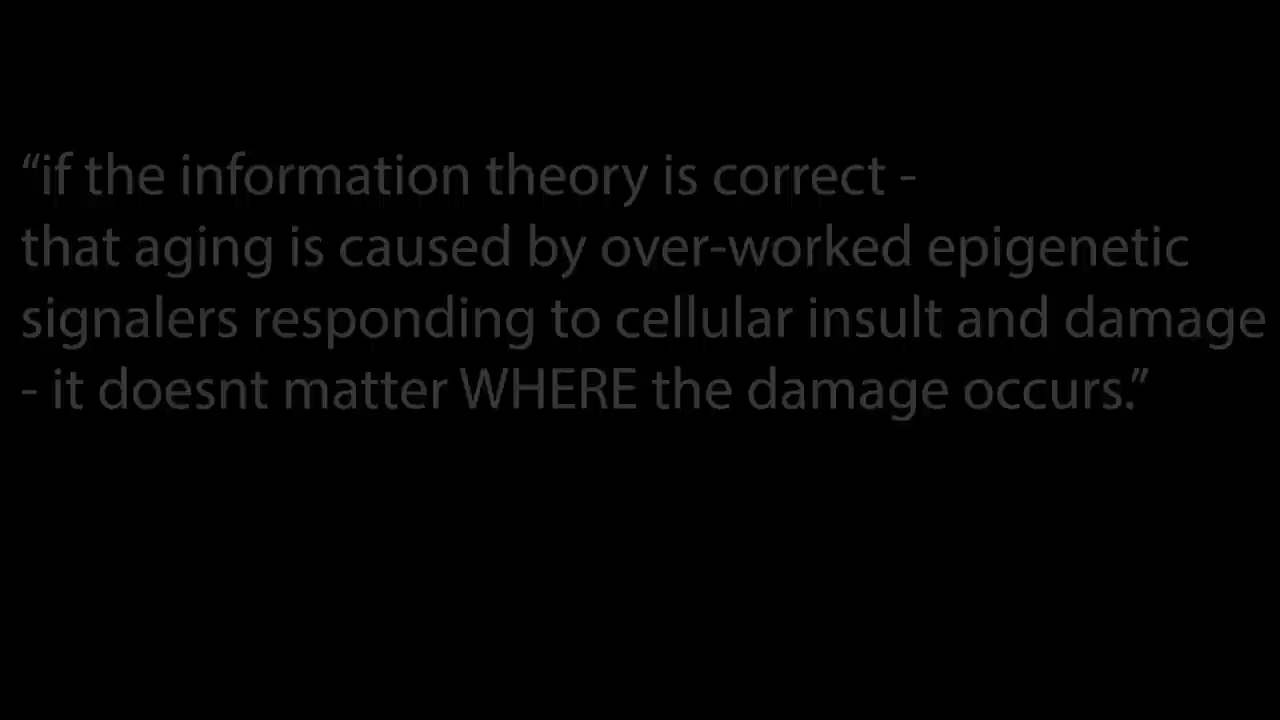 “if the information theory is correct -
that aging is caused by over-worked epigenetic
signalers responding to cellular insult and damage
- it doesnt matter WHERE the damage occurs.”